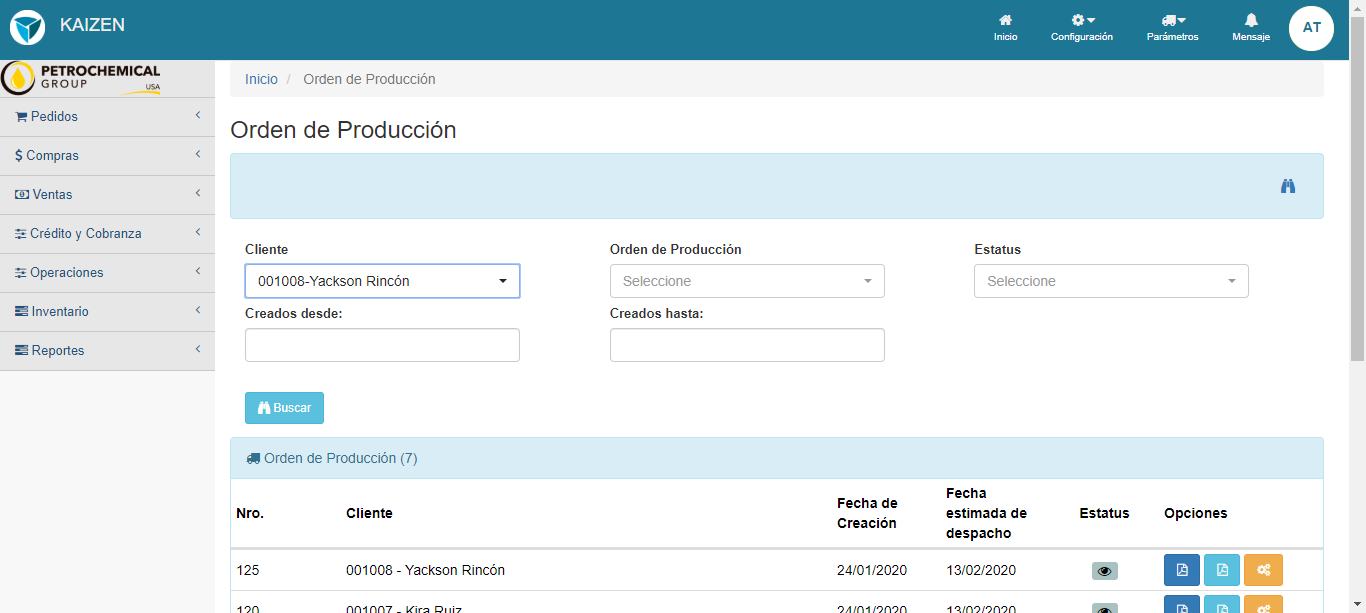 KAIZEN
Inicio
Configuración
Parámetros
Mensaje
AT
PETROCHEMICAL
GROUP
USA
Inicio / Orden de Producción
Pedidos
Compras
Ventas
Crédito y Cobranza
Operaciones
Inventario
Reportes
Orden de Producción
Cliente
Orden de Producción
Estatus
001008-Yackson Rincón
Seleccione
Seleccione
Creados desde:
Creados hasta:
Buscar
Orden de Producción (7)
Nro.
Cliente
Fecha de
Creación
Fecha
estimada de
despacho
Estatus
Opciones
125 001008 - Yackson Rincón 24/01/2020 13/02/2020
120 001007 - Kira Ruiz 24/01/2020 13/02/2020